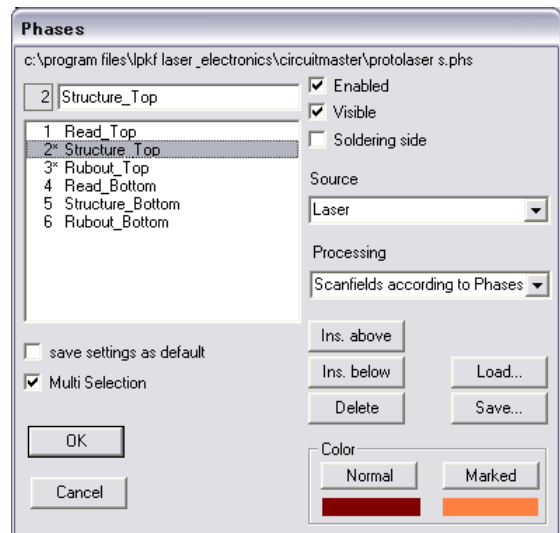 Phases
c:\program files\lpkf laser _electronics\circuitmaster\protolaser s.phs
2 Structure_Top
1 Read_Top
2* Structure_Top
3* Rubout_Top
4 Read_Bottom
5 Structure_Bottom
6 Rubout_Bottom
save settings as default
Multi Selection
OK
Cancel
Enabled
Visible
Soldering side
Source
Laser
Processing
Scanfields according to Phases
Ins. above
Ins. below Load...
Delete Save...
Color
Normal Marked